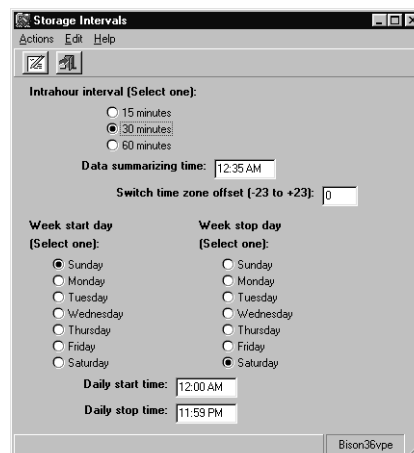 Storage Intervals
Actions Edit Help
Intrahour interval (Select one):
15 minutes
30 minutes
60 minutes
Data summarizing time: 12:35 AM
Switch time zone offset (-23 to +23): 0
Week start day Week stop day
(Select one): (Select one):
Sunday Sunday
Monday Monday
Tuesday Tuesday
Wednesday Wednesday
Thursday Thursday
Friday Friday
Saturday Saturday
Daily start time: 12:00 AM
Daily stop time: 11:59 PM
Bison36vpe